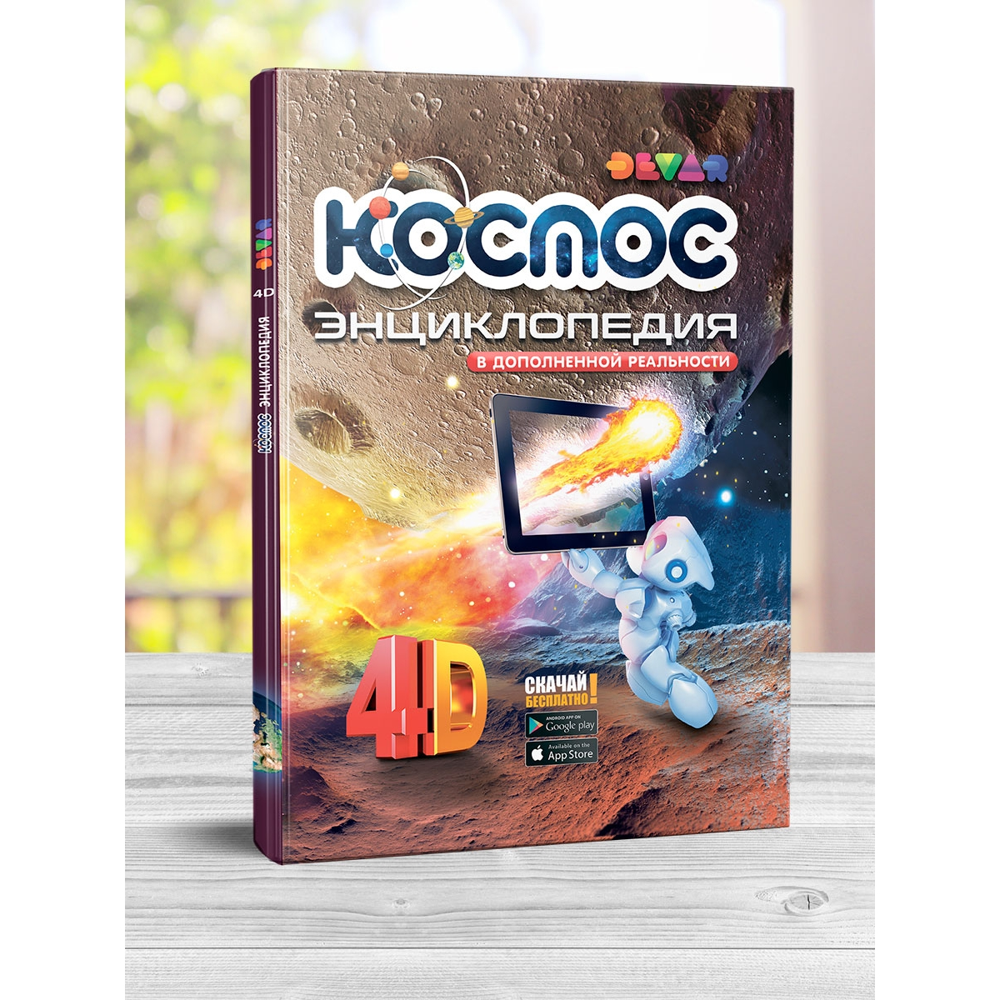 DEVAR
КОСМОС
ЭНЦИКЛОПЕДИЯ
В ДОПОЛНЕННОЙ РЕАЛЬНОСТИ
4D
СКАЧАЙ
БЕСПЛАТНО!
ANDROID APP ON
Google play
Available on the
App Store
DEVAR
4D
КОСМОС ЭНЦИКЛОПЕДИЯ